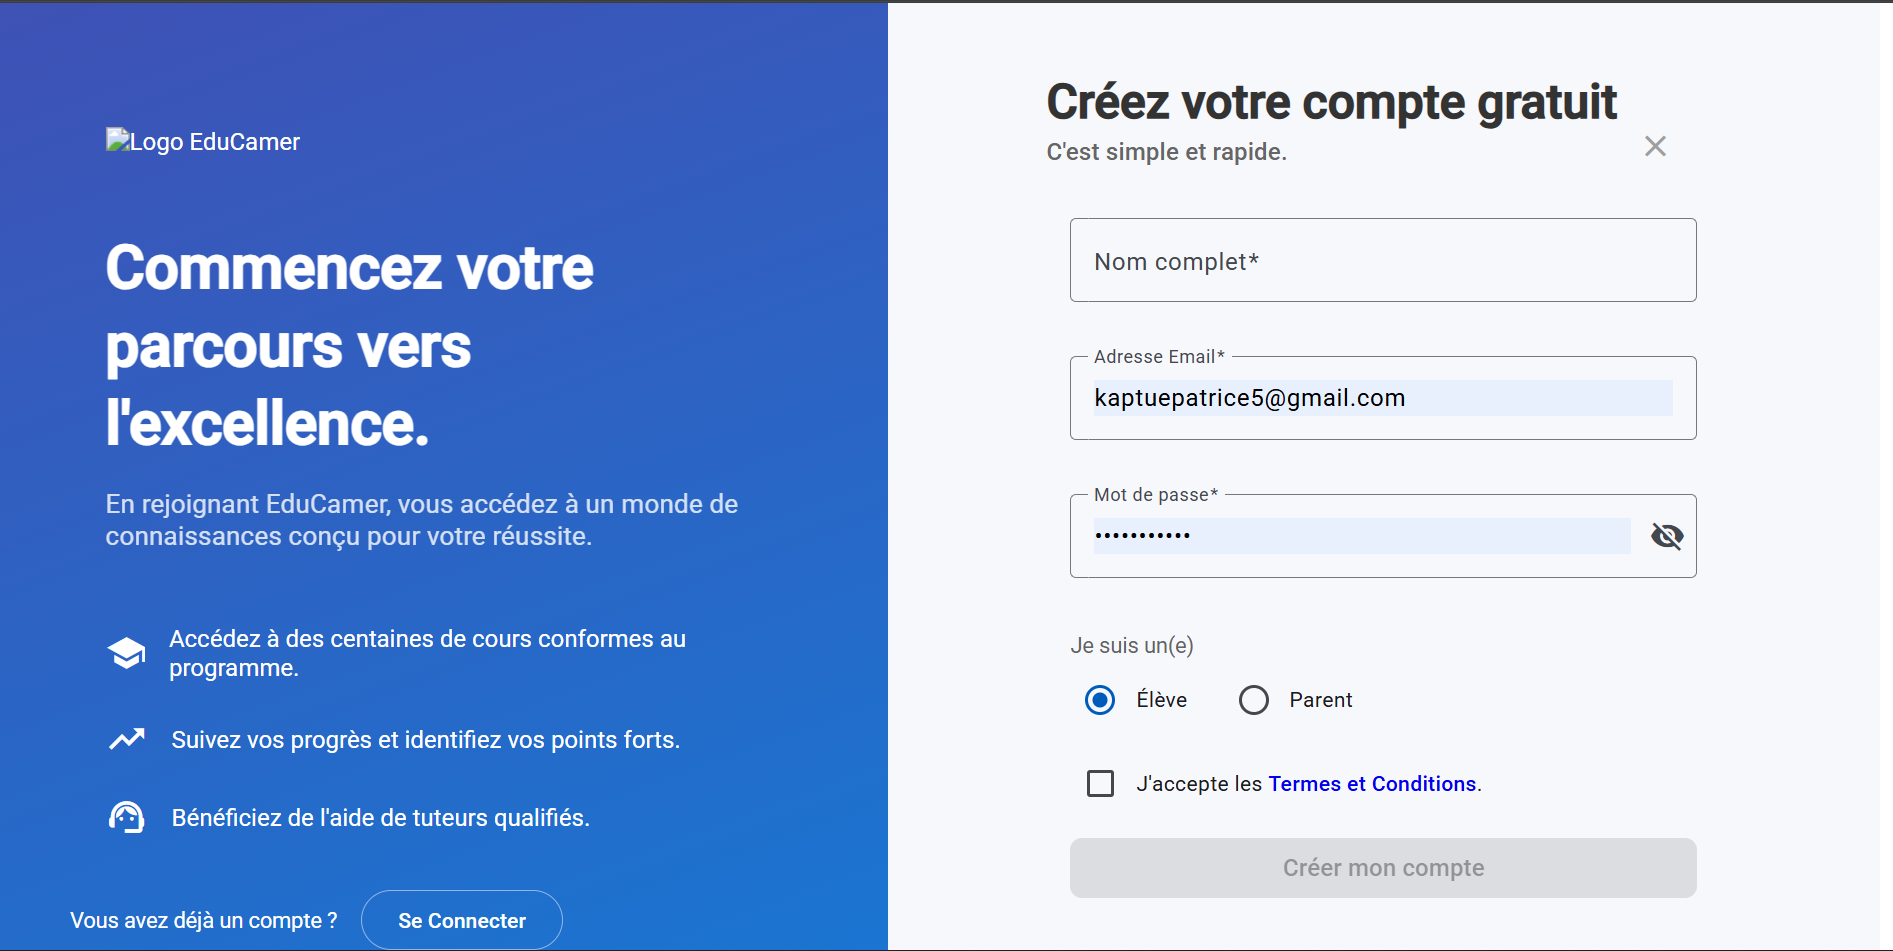 Logo EduCamer
Commencez votre
parcours vers
l'excellence.
En rejoignant EduCamer, vous accédez à un monde de
connaissances conçu pour votre réussite.
Accédez à des centaines de cours conformes au
programme.
Suivez vos progrès et identifiez vos points forts.
Bénéficiez de l'aide de tuteurs qualifiés.
Vous avez déjà un compte ?
Se Connecter
Créez votre compte gratuit
C'est simple et rapide.
Nom complet*
Adresse Email*
kaptuepatrice5@gmail.com
Mot de passe*
•••••••••••
Je suis un(e)
Élève
Parent
J'accepte les Termes et Conditions.
Créer mon compte